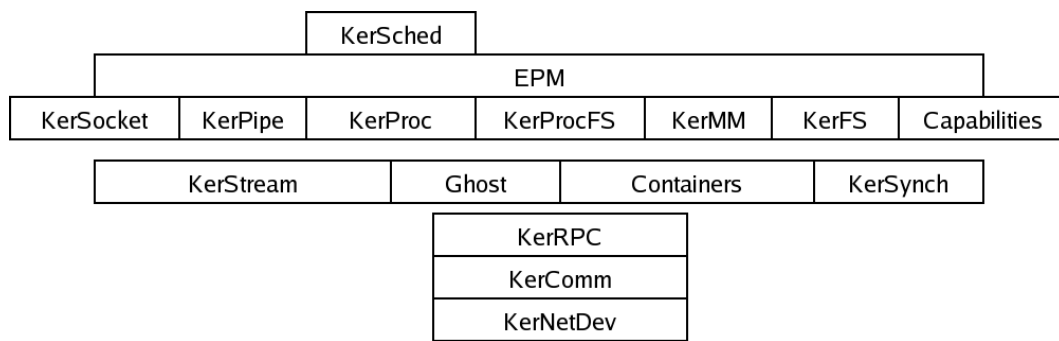 KerSched
EPM
KerSocket KerPipe KerProc KerProcFS KerMM KerFS Capabilities
KerStream Ghost Containers KerSynch
KerRPC
KerComm
KerNetDev